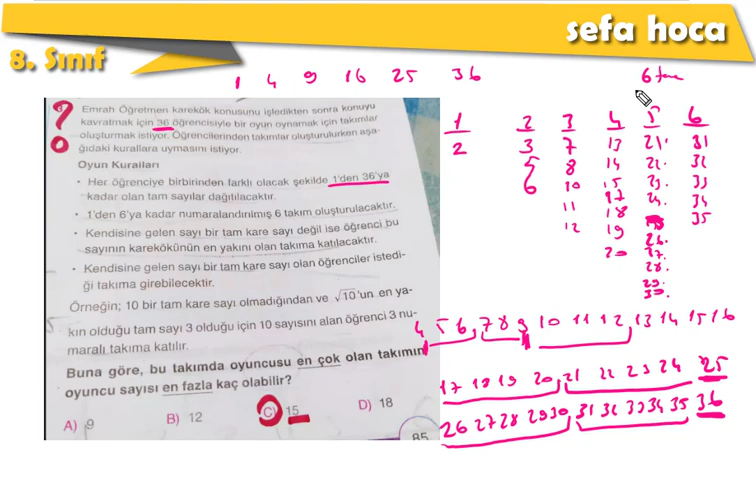 sefa hoca
8. Sınıf
1 4 9 16 25 36
6 tane
Emrah Öğretmen karekök konusunu işledikten sonra konuyu
kavratmak için 36 öğrencisiyle bir oyun oynamak için takımlar
oluşturmak istiyor. Öğrencilerinden takımlar oluşturulurken aşa-
ğıdaki kurallara uymasını istiyor.
Oyun Kuralları
• Her öğrenciye birbirinden farklı olacak şekilde 1'den 36'ya
kadar olan tam sayılar dağıtılacaktır.
• 1'den 6'ya kadar numaralandırılmış 6 takım oluşturulacaktır.
• Kendisine gelen sayı bir tam kare sayı değil ise öğrenci bu
sayının karekökünün en yakını olan takıma katılacaktır.
• Kendisine gelen sayı bir tam kare sayı olan öğrenciler istedi-
ği takıma girebilecektir.
Örneğin; 10 bir tam kare sayı olmadığından ve √10'un en ya-
kın olduğu tam sayı 3 olduğu için 10 sayısını alan öğrenci 3 nu-
maralı takıma katılır.
Buna göre, bu takımda oyuncusu en çok olan takımın
oyuncu sayısı en fazla kaç olabilir?
A) 9 B) 12 C) 15 D) 18
85
1 2 3 4 5 6
2 3 7 13 21 31
5 8 14 22 32
6 10 15 23 33
11 17 24 34
12 18 35
19 26
20 27
28
29
30
4 5 6 7 8 9 10 11 12 13 14 15 16
17 18 19 20 21 22 23 24 25
26 27 28 29 30 31 32 33 34 35 36